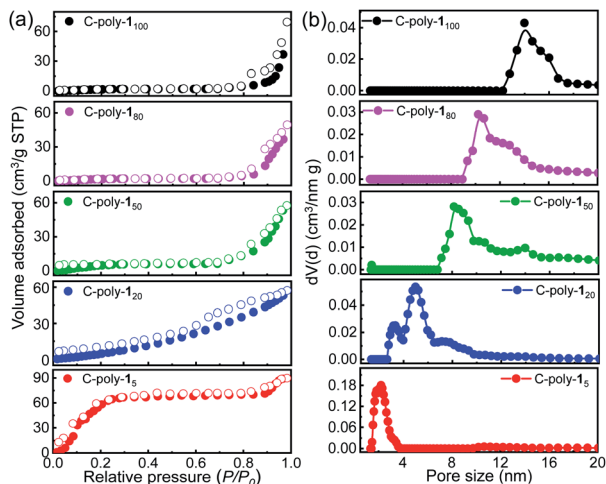 (a)
Volume adsorbed (cm³/g STP)
60
30
0
C-poly-1₁₀₀
60
30
0
C-poly-1₈₀
60
30
0
C-poly-1₅₀
60
30
0
C-poly-1₂₀
90
60
30
0
C-poly-1₅
0.0 0.2 0.4 0.6 0.8 1.0
Relative pressure (P/P₀)
(b)
dV(d) (cm³/nm g)
0.04
0.02
0.00
C-poly-1₁₀₀
0.03
0.02
0.01
0.00
C-poly-1₈₀
0.03
0.02
0.01
0.00
C-poly-1₅₀
0.04
0.02
0.00
C-poly-1₂₀
0.18
0.12
0.06
0.00
C-poly-1₅
4 8 12 16 20
Pore size (nm)